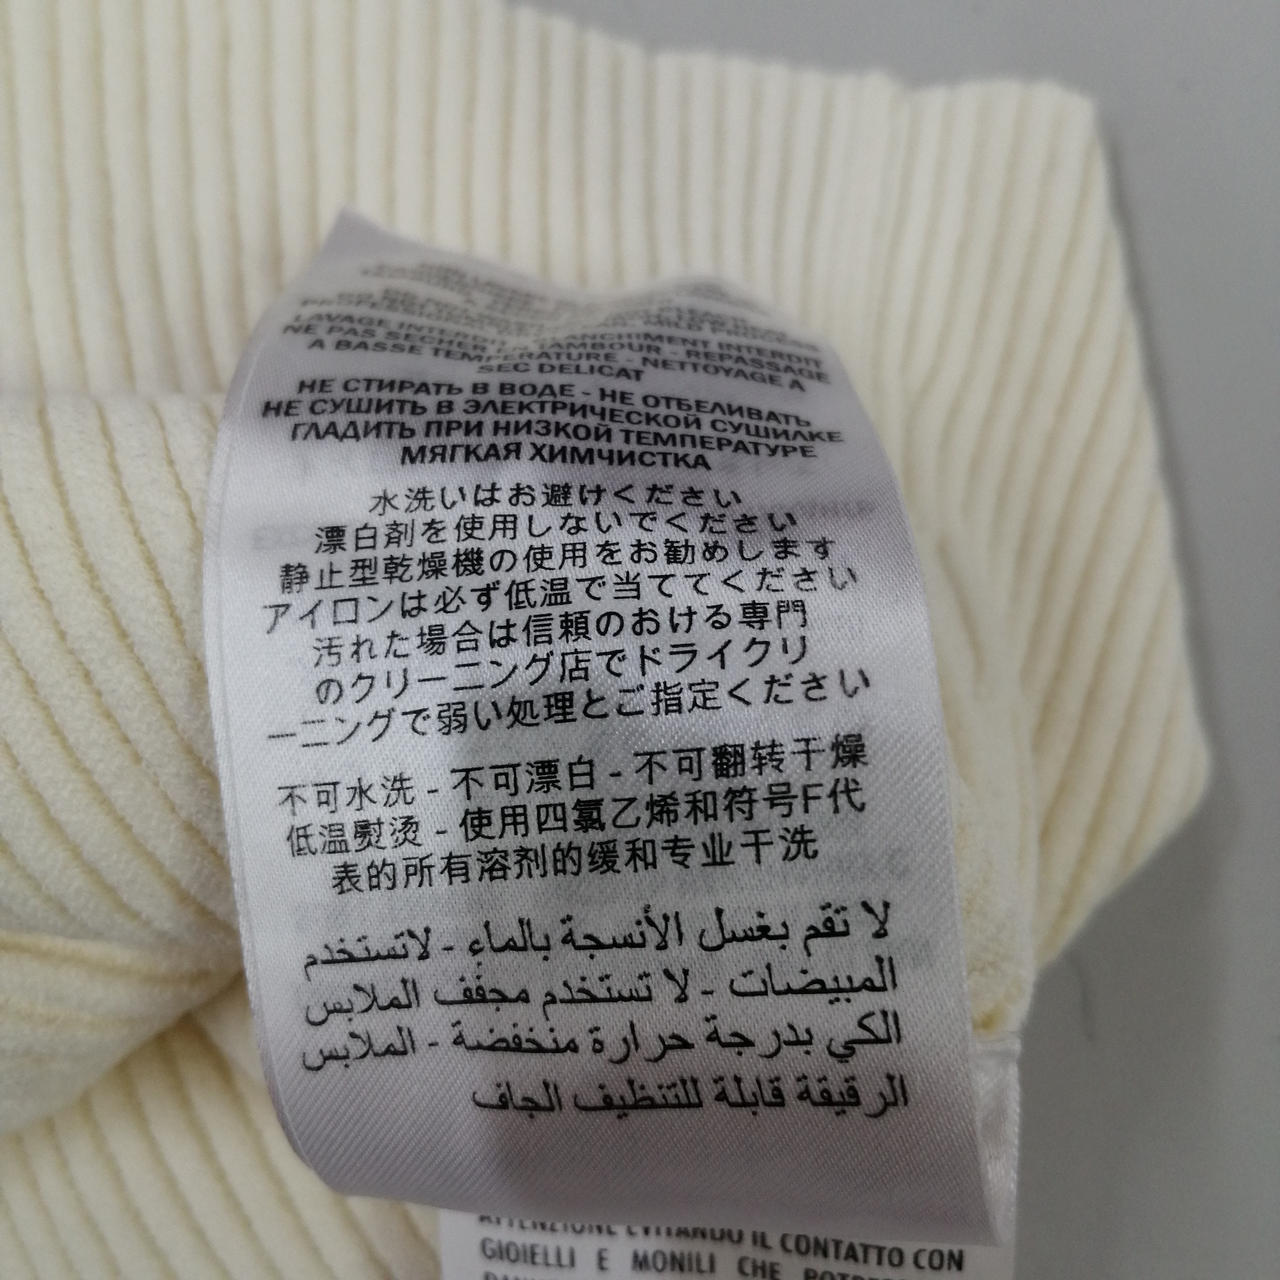 PROFESSIONAL
MILD PROCESS
LAVAGE INTERDIT - BLANCHIMENT INTERDIT
NE PAS SECHER EN TAMBOUR - REPASSAGE
A BASSE TEMPERATURE - NETTOYAGE A
SEC DELICAT
НЕ СТИРАТЬ В ВОДЕ - НЕ ОТБЕЛИВАТЬ
НЕ СУШИТЬ В ЭЛЕКТРИЧЕСКОЙ СУШИЛКЕ
ГЛАДИТЬ ПРИ НИЗКОЙ ТЕМПЕРАТУРЕ
МЯГКАЯ ХИМЧИСТКА
水洗いはお避けください
漂白剤を使用しないでください
静止型乾燥機の使用をお勧めします
アイロンは必ず低温で当ててください
汚れた場合は信頼のおける専門
のクリーニング店でドライクリ
ーニングで弱い処理とご指定ください
不可水洗 - 不可漂白 - 不可翻转干燥
低温熨烫 - 使用四氯乙烯和符号F代
表的所有溶剂的缓和专业干洗
لا تقم بغسل الأنسجة بالماء - لاتستخدم
المبيضات - لا تستخدم مجفف الملابس
الكي بدرجة حرارة منخفضة - الملابس
الرقيقة قابلة للتنظيف الجاف
ATTENZIONE EVITANDO IL CONTATTO CON
GIOIELLI E MONILI CHE